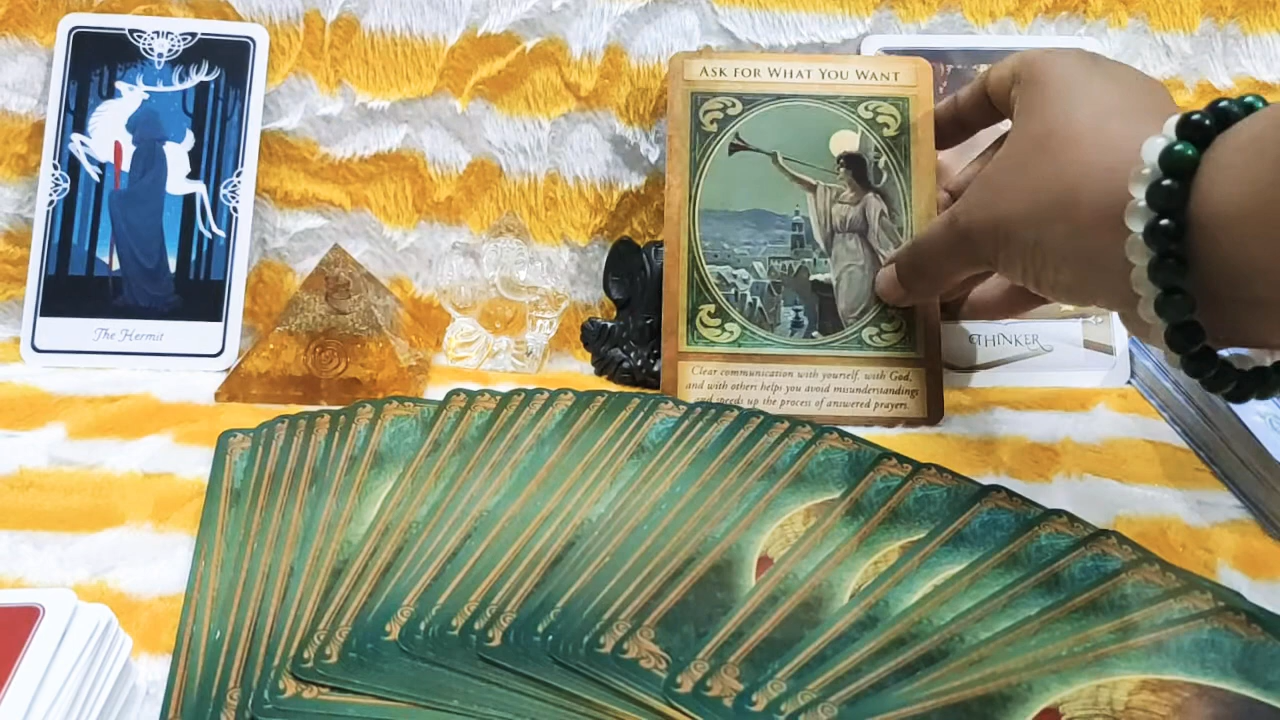 ASK FOR WHAT YOU WANT
The Hermit
THINKER
Clear communication with yourself, with God,
and with others helps you avoid misunderstandings
and speeds up the process of answered prayers.